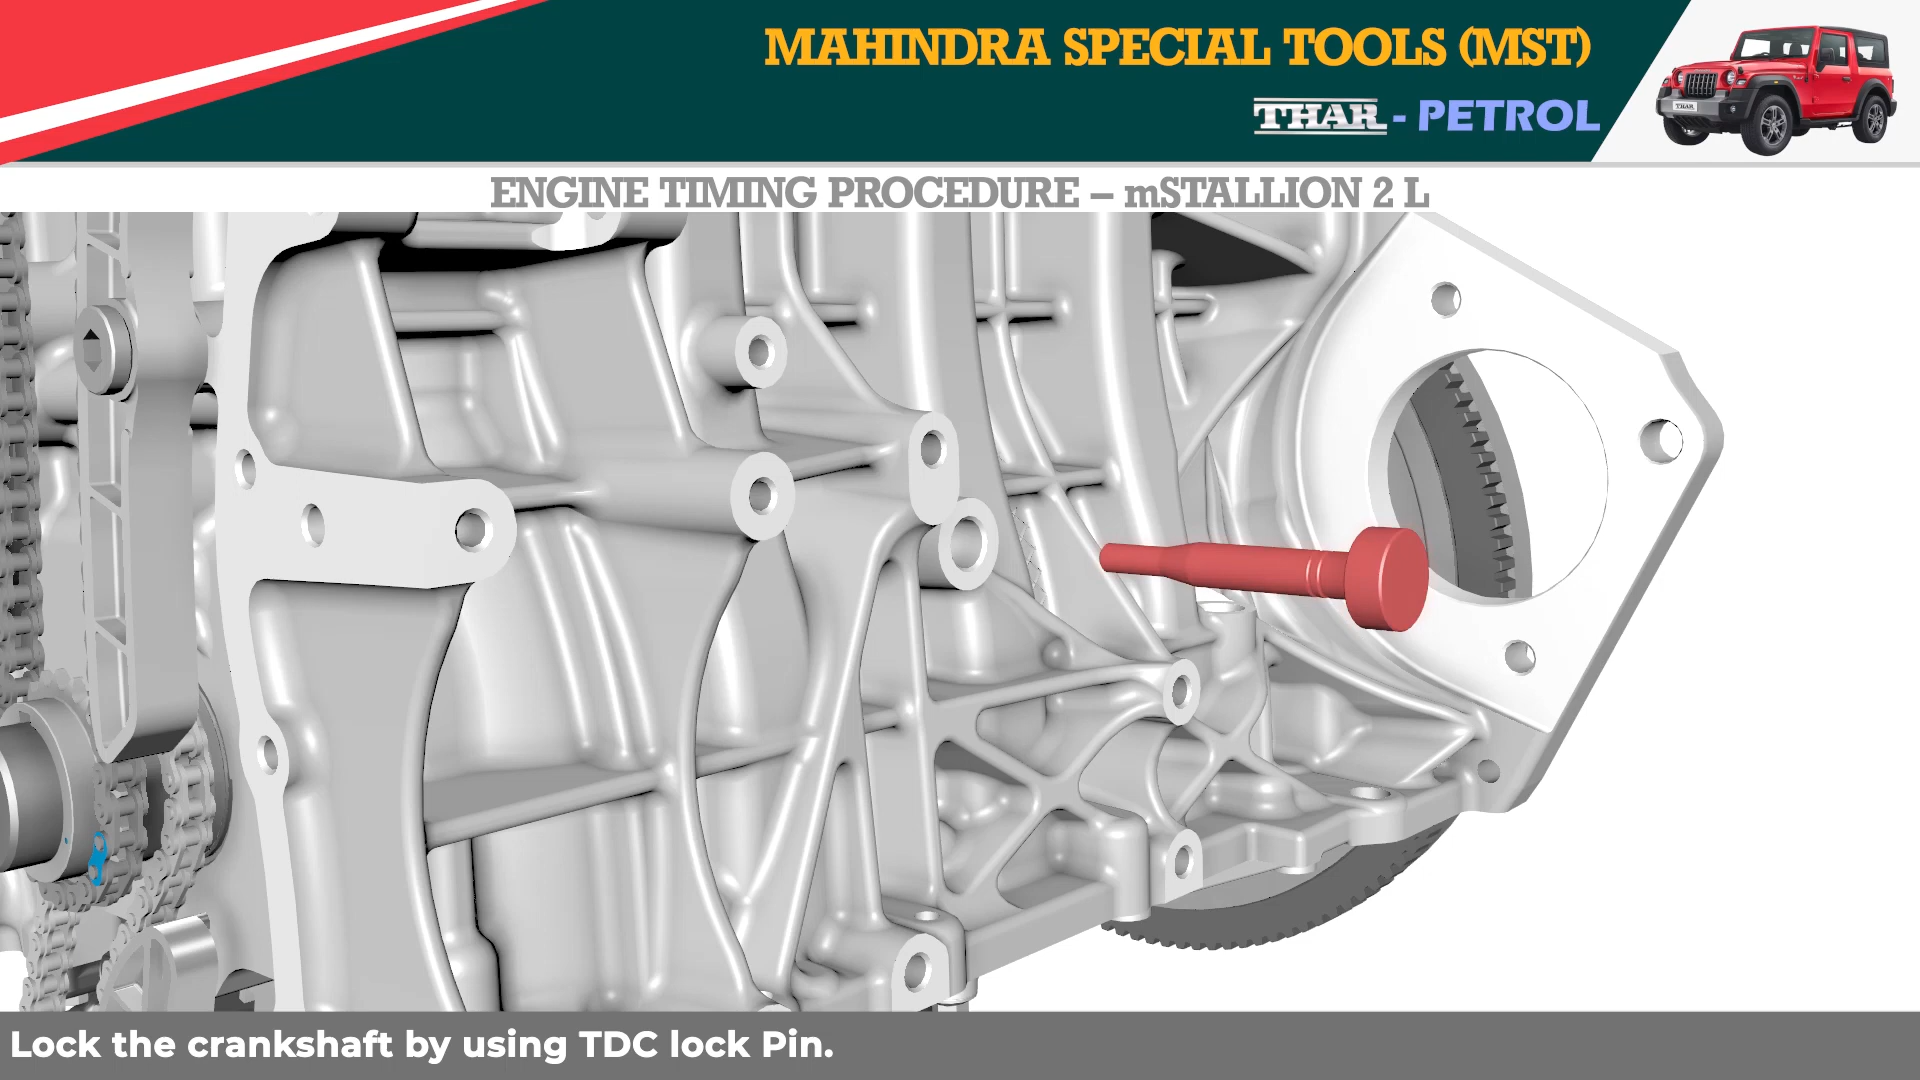 MAHINDRA SPECIAL TOOLS (MST)
THAR - PETROL
THAR
ENGINE TIMING PROCEDURE – mSTALLION 2 L
Lock the crankshaft by using TDC lock Pin.